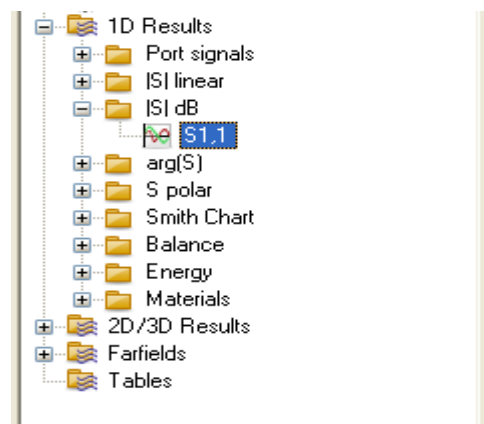 1D Results
Port signals
|S| linear
|S| dB
S1,1
arg(S)
S polar
Smith Chart
Balance
Energy
Materials
2D/3D Results
Farfields
Tables